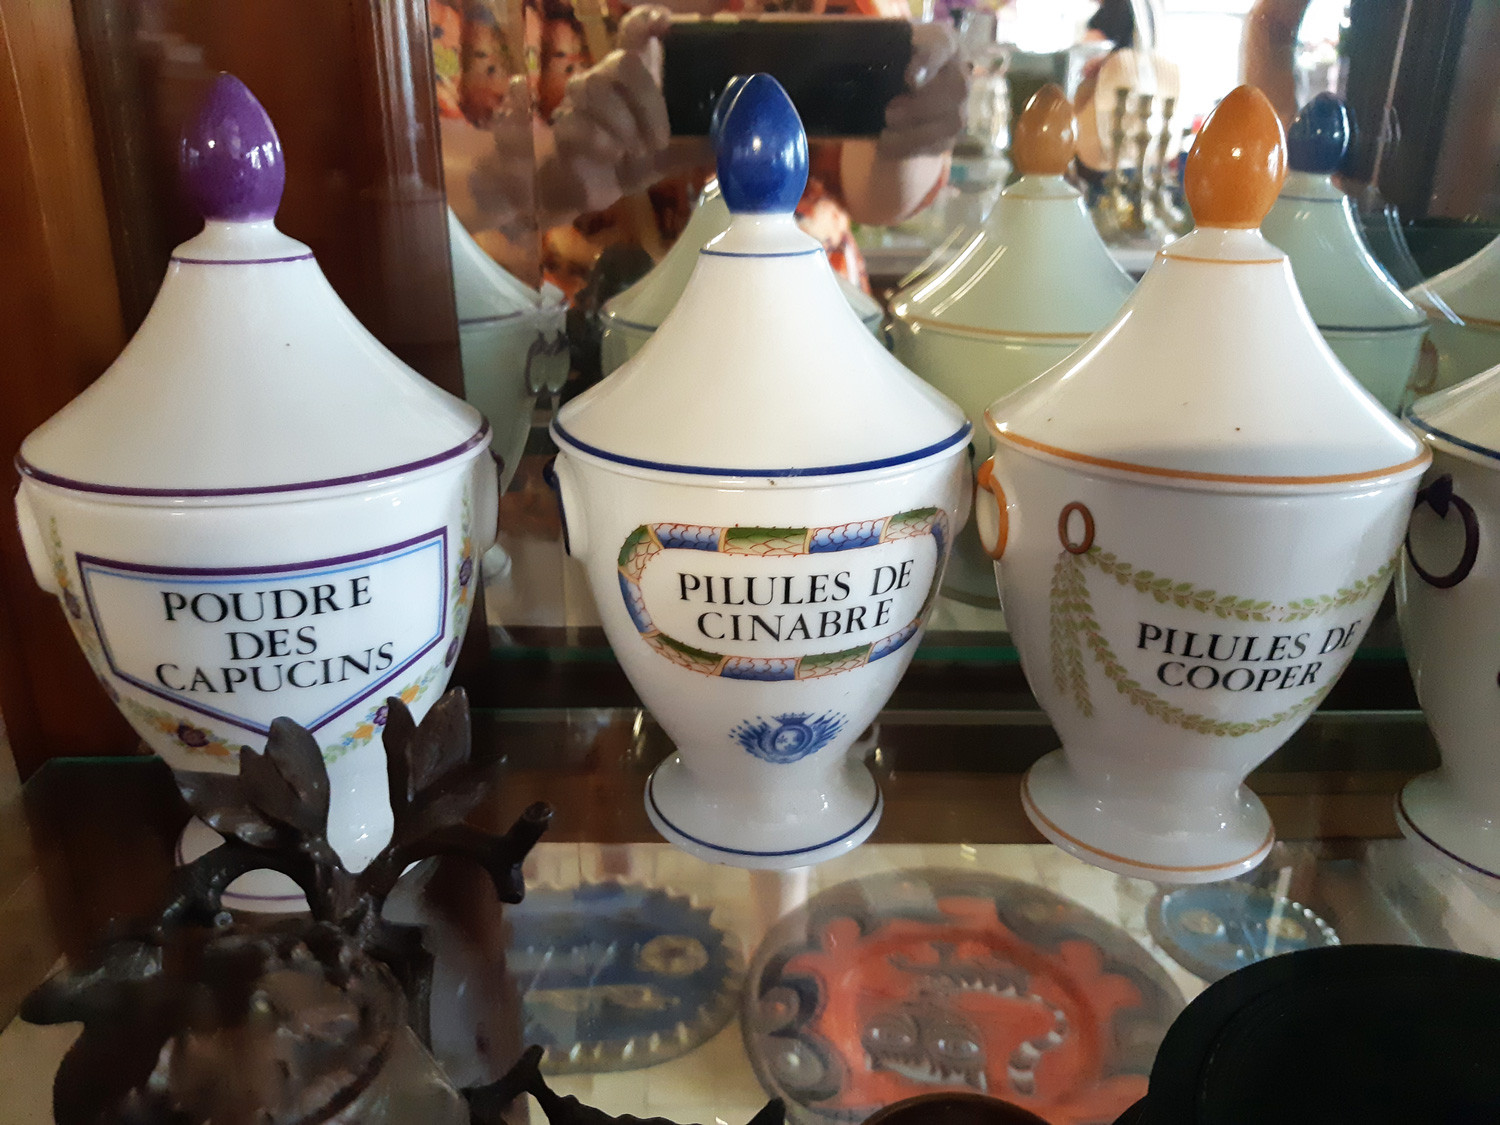 POUDRE
DES
CAPUCINS
PILULES DE
CINABRE
PILULES DE
COOPER